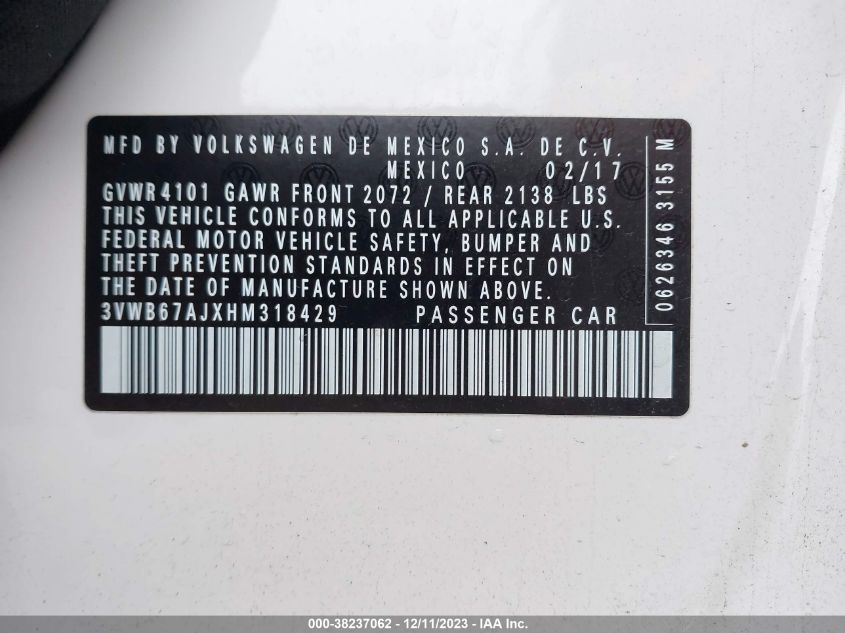 MFD BY VOLKSWAGEN DE MEXICO S.A. DE C.V.
MEXICO 02/17
GVWR4101 GAWR FRONT 2072 / REAR 2138 LBS
THIS VEHICLE CONFORMS TO ALL APPLICABLE U.S.
FEDERAL MOTOR VEHICLE SAFETY, BUMPER AND
THEFT PREVENTION STANDARDS IN EFFECT ON
THE DATE OF MANUFACTURE SHOWN ABOVE.
3VWB67AJXHM318429 PASSENGER CAR
0626346 3155 M
000-38237062 - 12/11/2023 - IAA Inc.